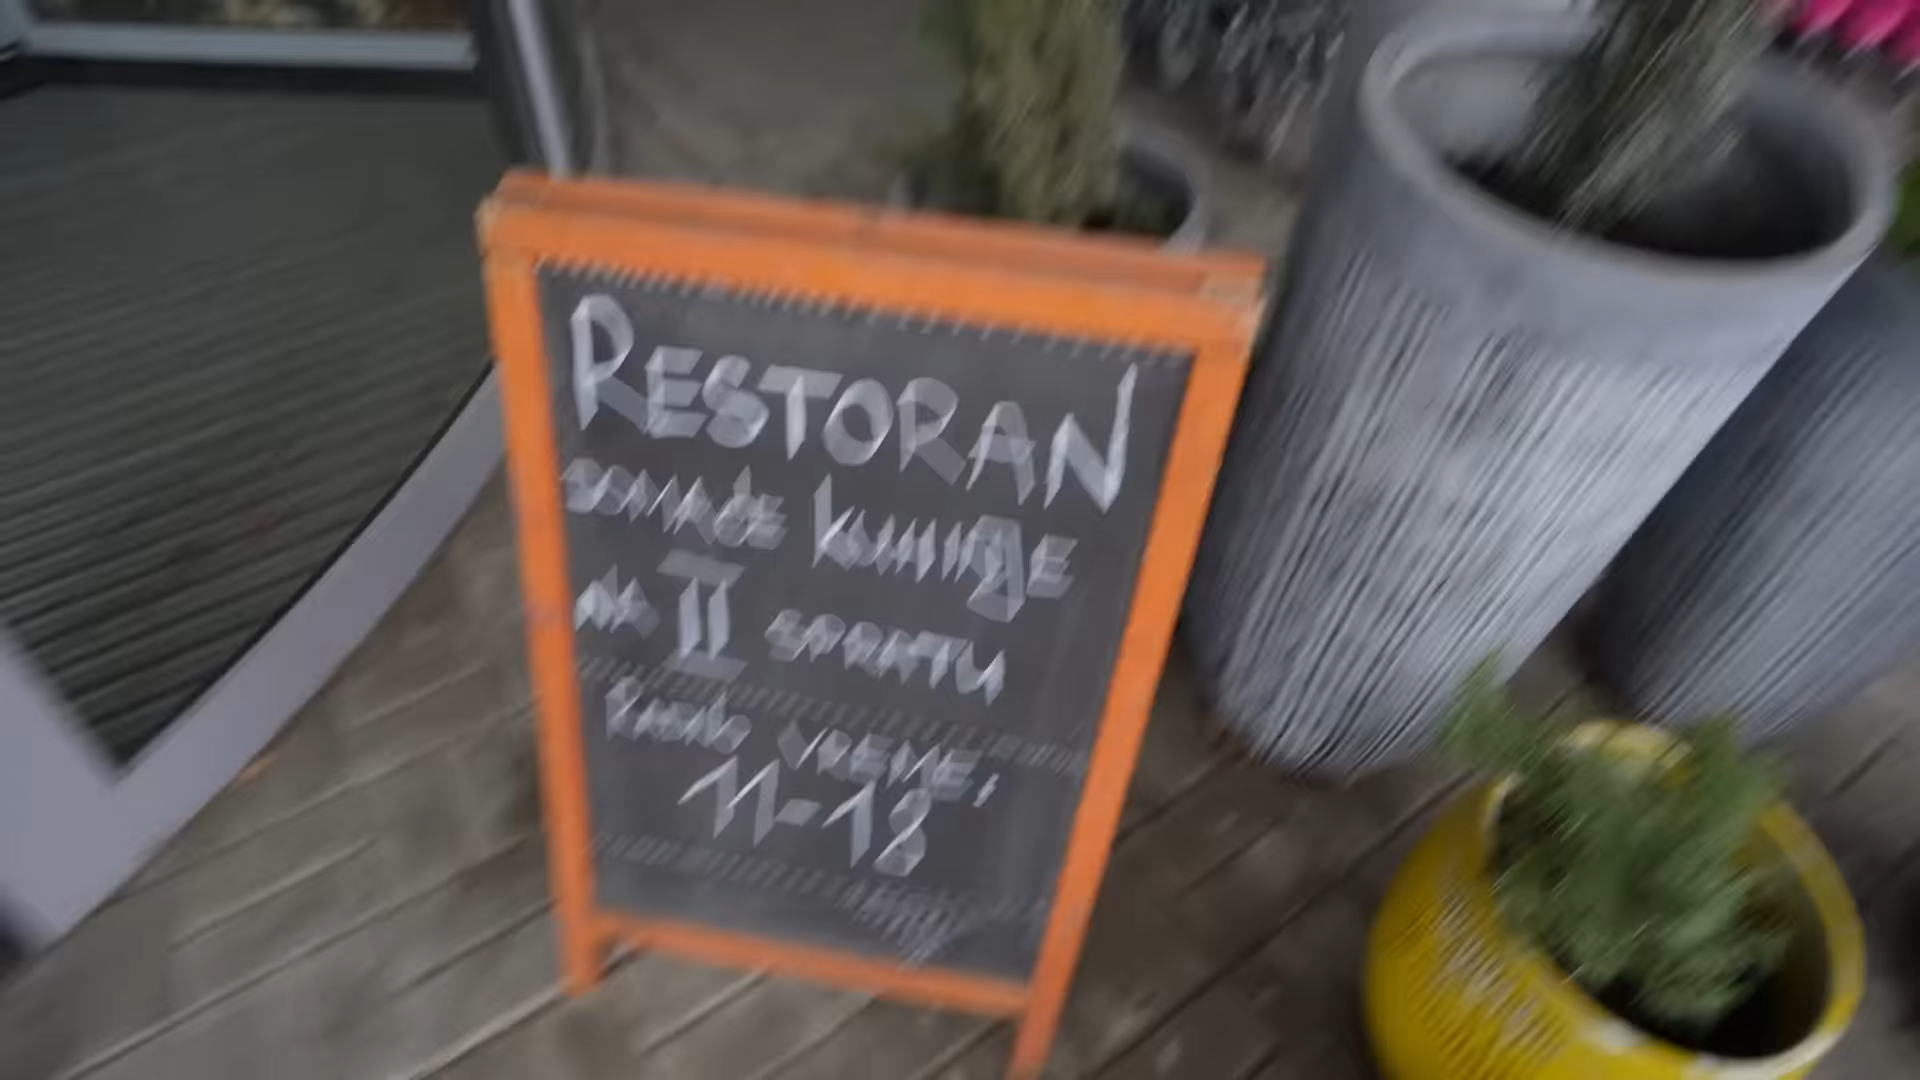 RESTORAN
DOMAĆE KUHINJE
NA II SPRATU
RADNO VREME:
11-18